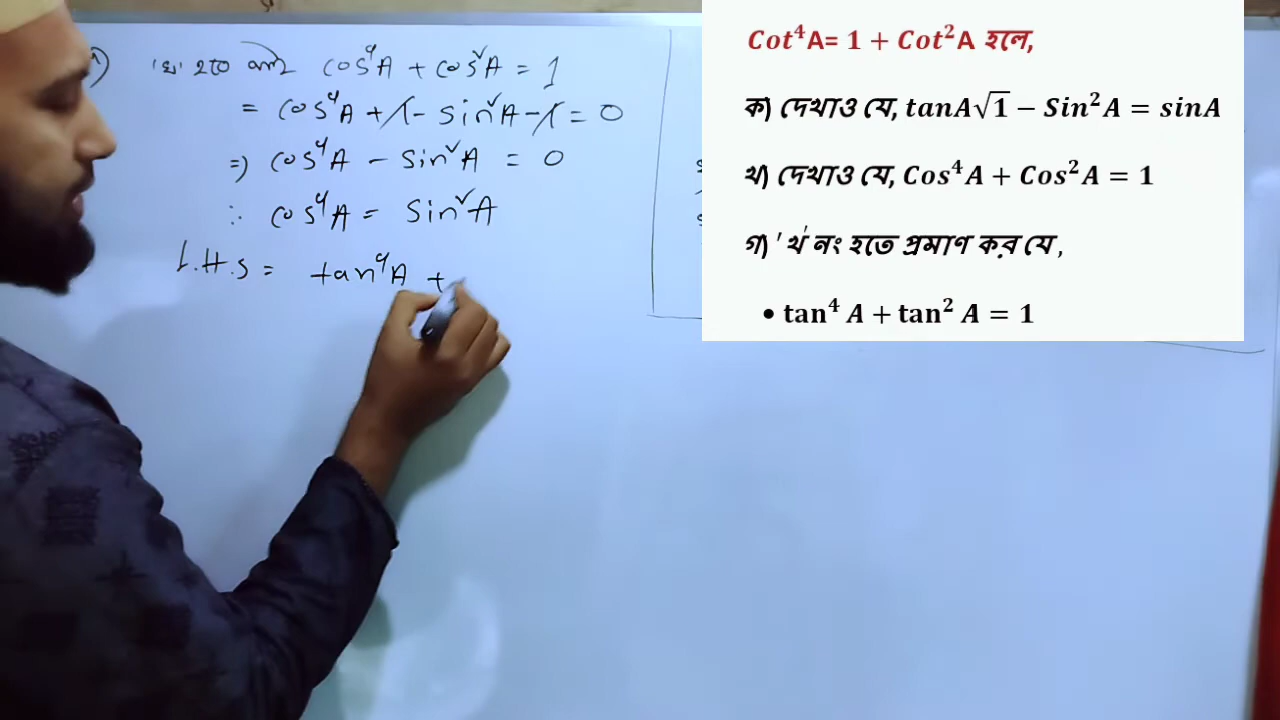 'খ' হতে পাই cos⁴A + cos²A = 1
= cos⁴A + 1 - sin²A - 1 = 0
=) cos⁴A - sin²A = 0
∴ cos⁴A = sin²A
L.H.S = tan⁴A +
Cot⁴A= 1 + Cot²A হলে,
ক) দেখাও যে, tanA√1 − Sin²A = sinA
খ) দেখাও যে, Cos⁴A + Cos²A = 1
গ) 'খ' নং হতে প্রমাণ কর যে,
• tan⁴ A + tan² A = 1